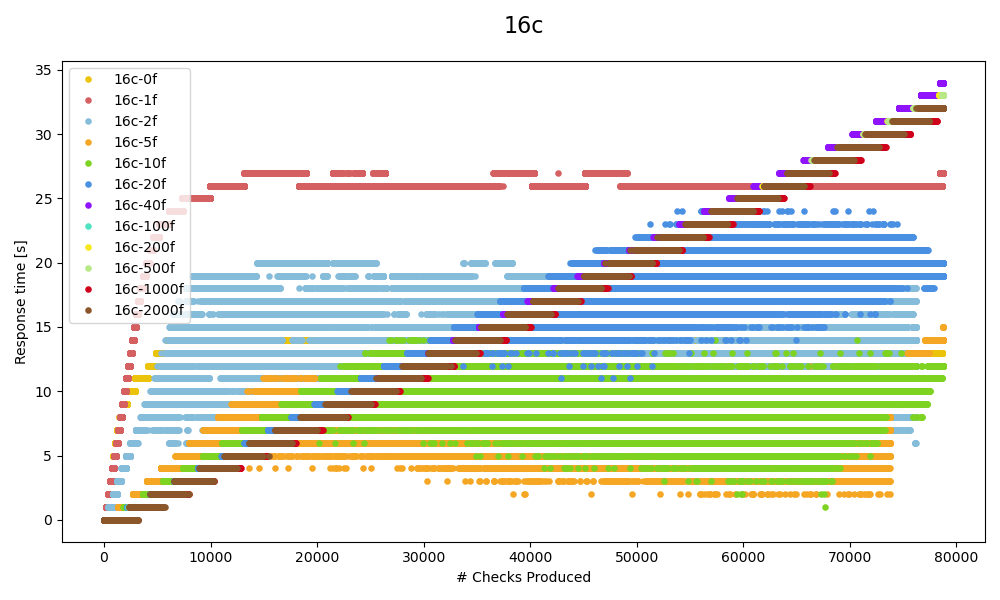 16c
Response time [s]
35
30
25
20
15
10
5
0
16c-0f
16c-1f
16c-2f
16c-5f
16c-10f
16c-20f
16c-40f
16c-100f
16c-200f
16c-500f
16c-1000f
16c-2000f
0 10000 20000 30000 40000 50000 60000 70000 80000
# Checks Produced